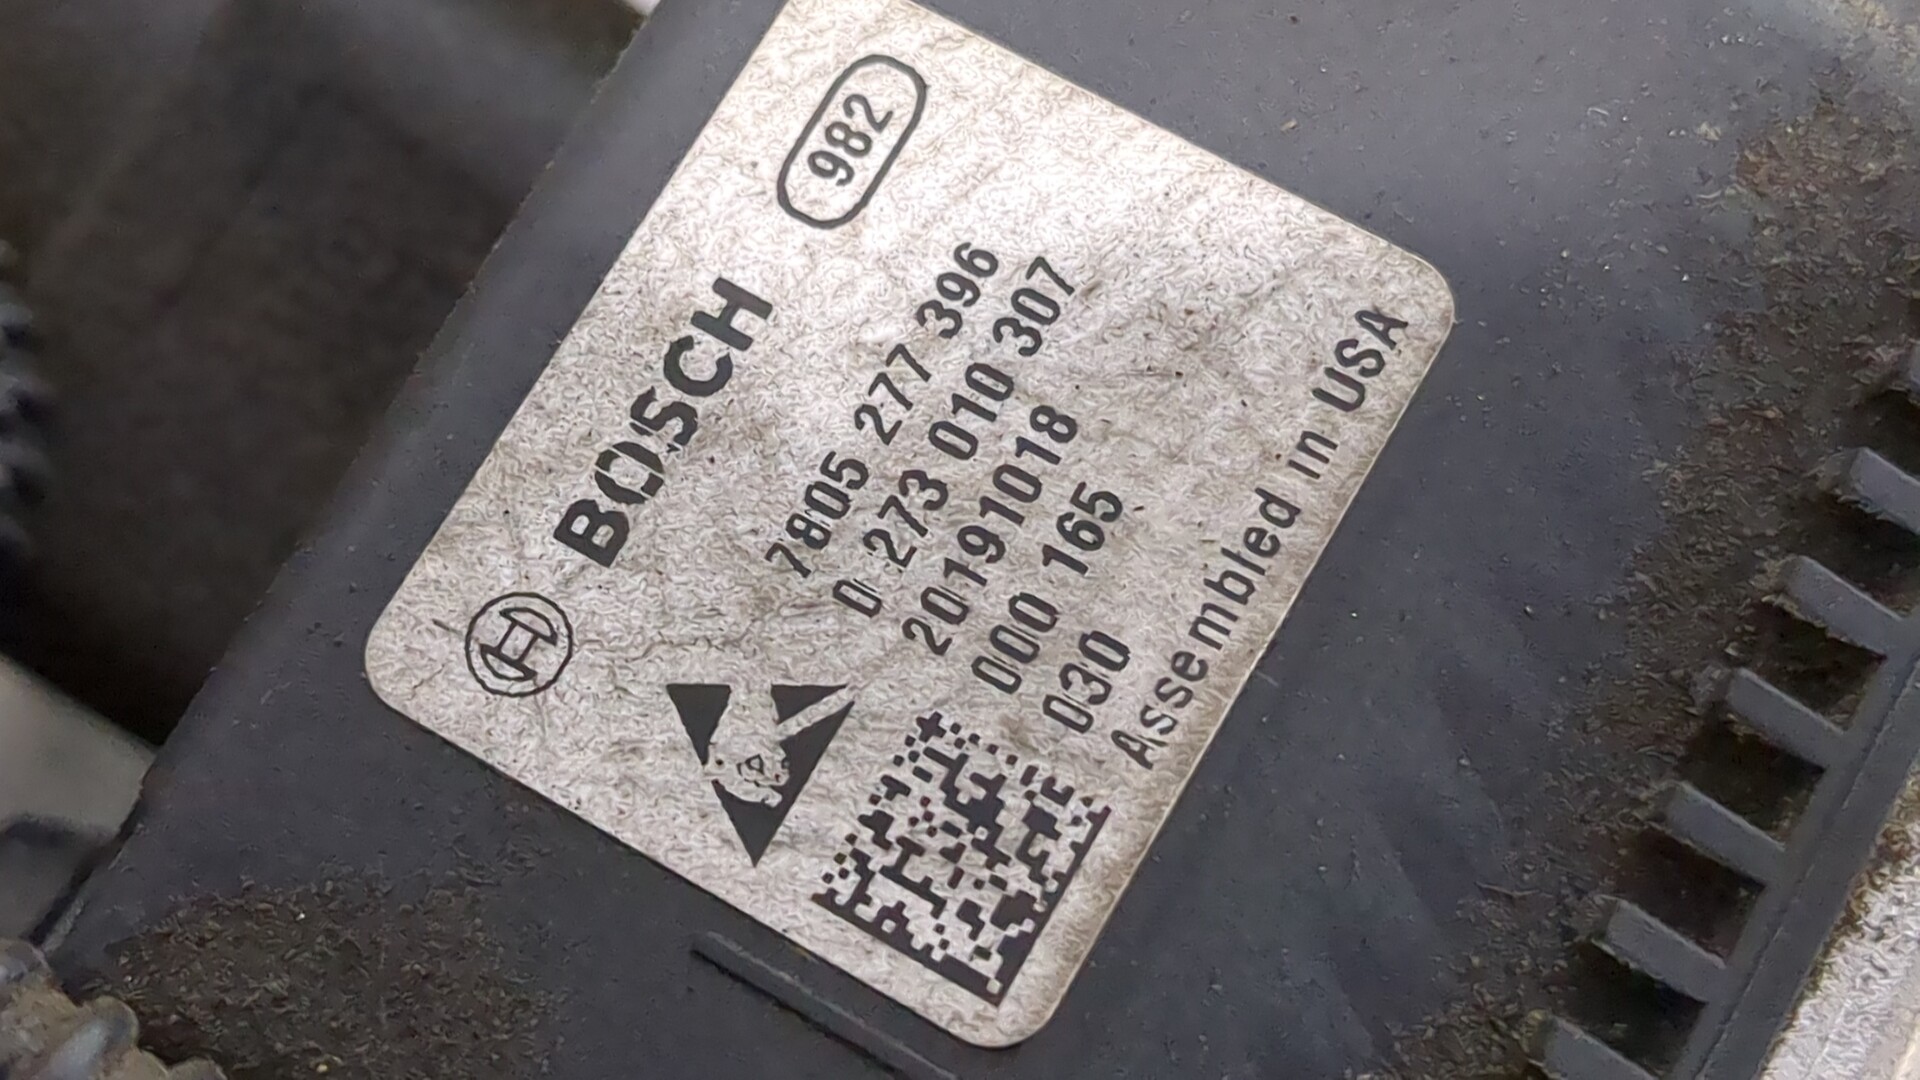 982
BOSCH
7805 277 396
0 273 010 307
20191018
000 165
030
Assembled in USA